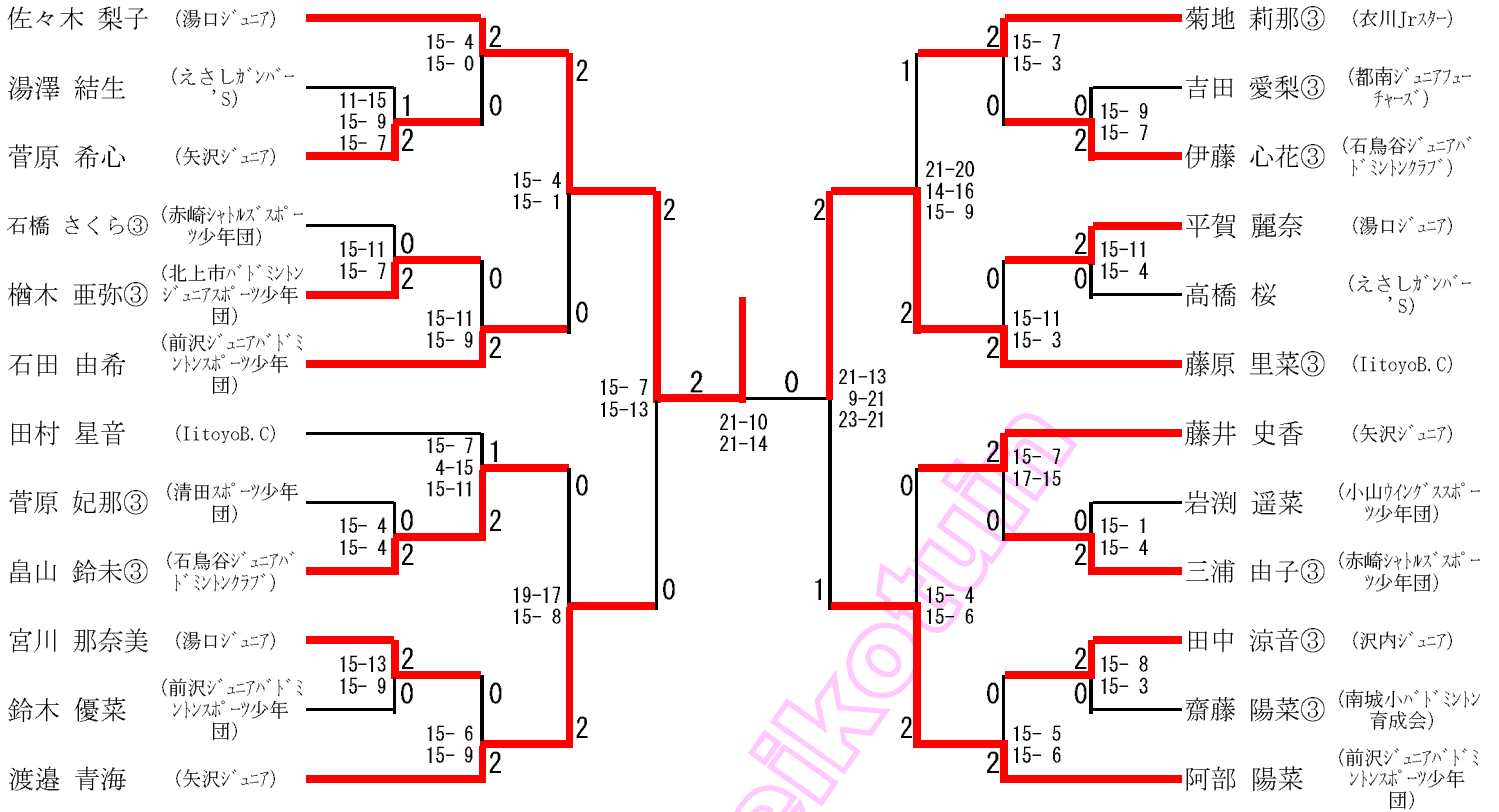 佐々木 梨子 (湯口ジュニア)
15- 4
15- 0
2
2
湯澤 結生 (えさしガンバー
'S)
11-15
15- 9
15- 7
1
2
0
菅原 希心 (矢沢ジュニア)
15- 4
15- 1
2
石橋 さくら③ (赤崎シャトルズスポー
ツ少年団)
15-11
15- 7
0
2
0
楢木 亜弥③ (北上市バドミントン
ジュニアスポーツ少年
団)
15-11
15- 9
2
0
石田 由希 (前沢ジュニアバドミ
ントンスポーツ少年
団)
15- 7
15-13
2
0
21-10
21-14
田村 星音 (IitoyoB.C)
15- 7
4-15
15-11
1
2
0
菅原 妃那③ (清田スポーツ少年
団)
15- 4
15- 4
0
2
畠山 鈴未③ (石鳥谷ジュニアバ
ドミントンクラブ)
19-17
15- 8
0
宮川 那奈美 (湯口ジュニア)
15-13
15- 9
2
0
0
鈴木 優菜 (前沢ジュニアバドミ
ントンスポーツ少年
団)
15- 6
15- 9
2
2
渡邉 青海 (矢沢ジュニア)
菊地 莉那③ (衣川Jrスター)
2
15- 7
15- 3
1
吉田 愛梨③ (都南ジュニアフュー
チャーズ)
0
0
15- 9
15- 7
2
伊藤 心花③ (石鳥谷ジュニアバ
ドミントンクラブ)
21-20
14-16
15- 9
2
平賀 麗奈 (湯口ジュニア)
2
15-11
15- 4
0
0
高橋 桜 (えさしガンバー
'S)
2
15-11
15- 3
2
藤原 里菜③ (IitoyoB.C)
21-13
9-21
23-21
藤井 史香 (矢沢ジュニア)
2
15- 7
17-15
0
岩渕 遥菜 (小山ウイングススポー
ツ少年団)
0
0
15- 1
15- 4
2
三浦 由子③ (赤崎シャトルズスポー
ツ少年団)
1
15- 4
15- 6
田中 涼音③ (沢内ジュニア)
2
15- 8
15- 3
0
0
齋藤 陽菜③ (南城小バドミントン
育成会)
2
15- 5
15- 6
2
阿部 陽菜 (前沢ジュニアバドミ
ントンスポーツ少年
団)
eikotuin